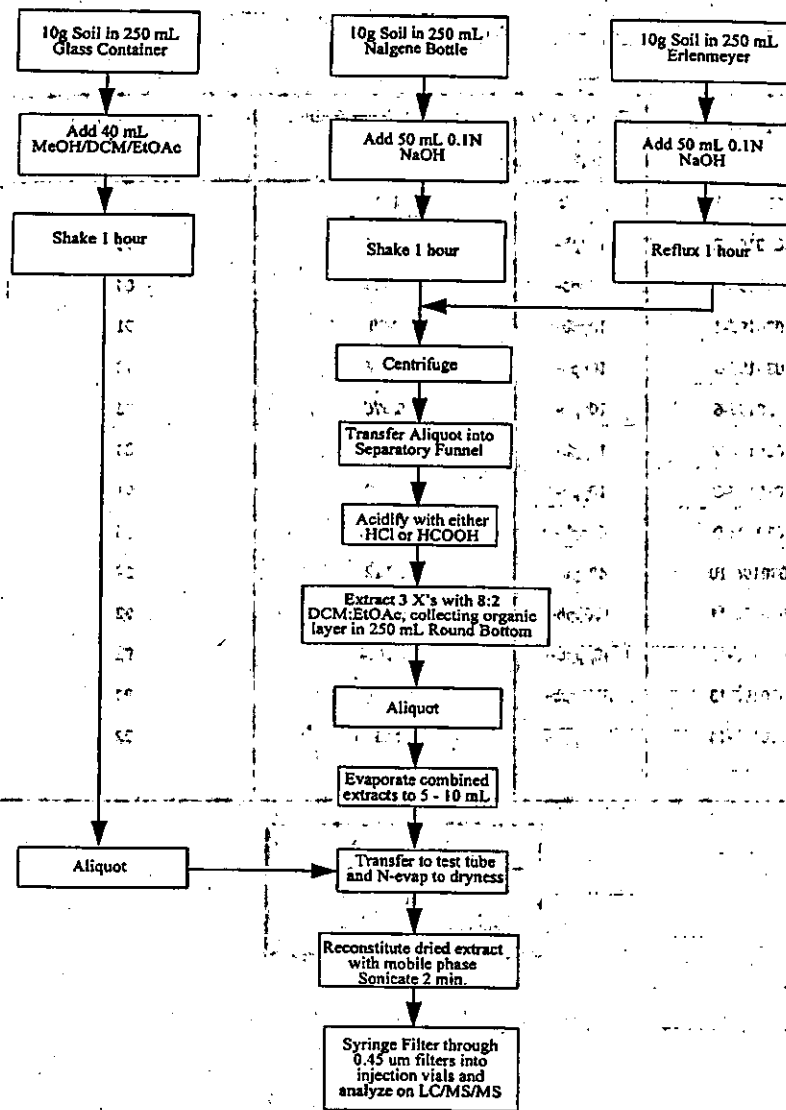 10g Soil in 250 mL
Glass Container
10g Soil in 250 mL
Nalgene Bottle
10g Soil in 250 mL
Erlenmeyer
Add 40 mL
MeOH/DCM/EtOAc
Add 50 mL 0.1N
NaOH
Add 50 mL 0.1N
NaOH
Shake 1 hour
Shake 1 hour
Reflux 1 hour
Centrifuge
Transfer Aliquot into
Separatory Funnel
Acidify with either
HCl or HCOOH
Extract 3 X's with 8:2
DCM:EtOAc, collecting organic
layer in 250 mL Round Bottom
Aliquot
Evaporate combined
extracts to 5 - 10 mL
Aliquot
Transfer to test tube
and N-evap to dryness
Reconstitute dried extract
with mobile phase
Sonicate 2 min.
Syringe Filter through
0.45 um filters into
injection vials and
analyze on LC/MS/MS